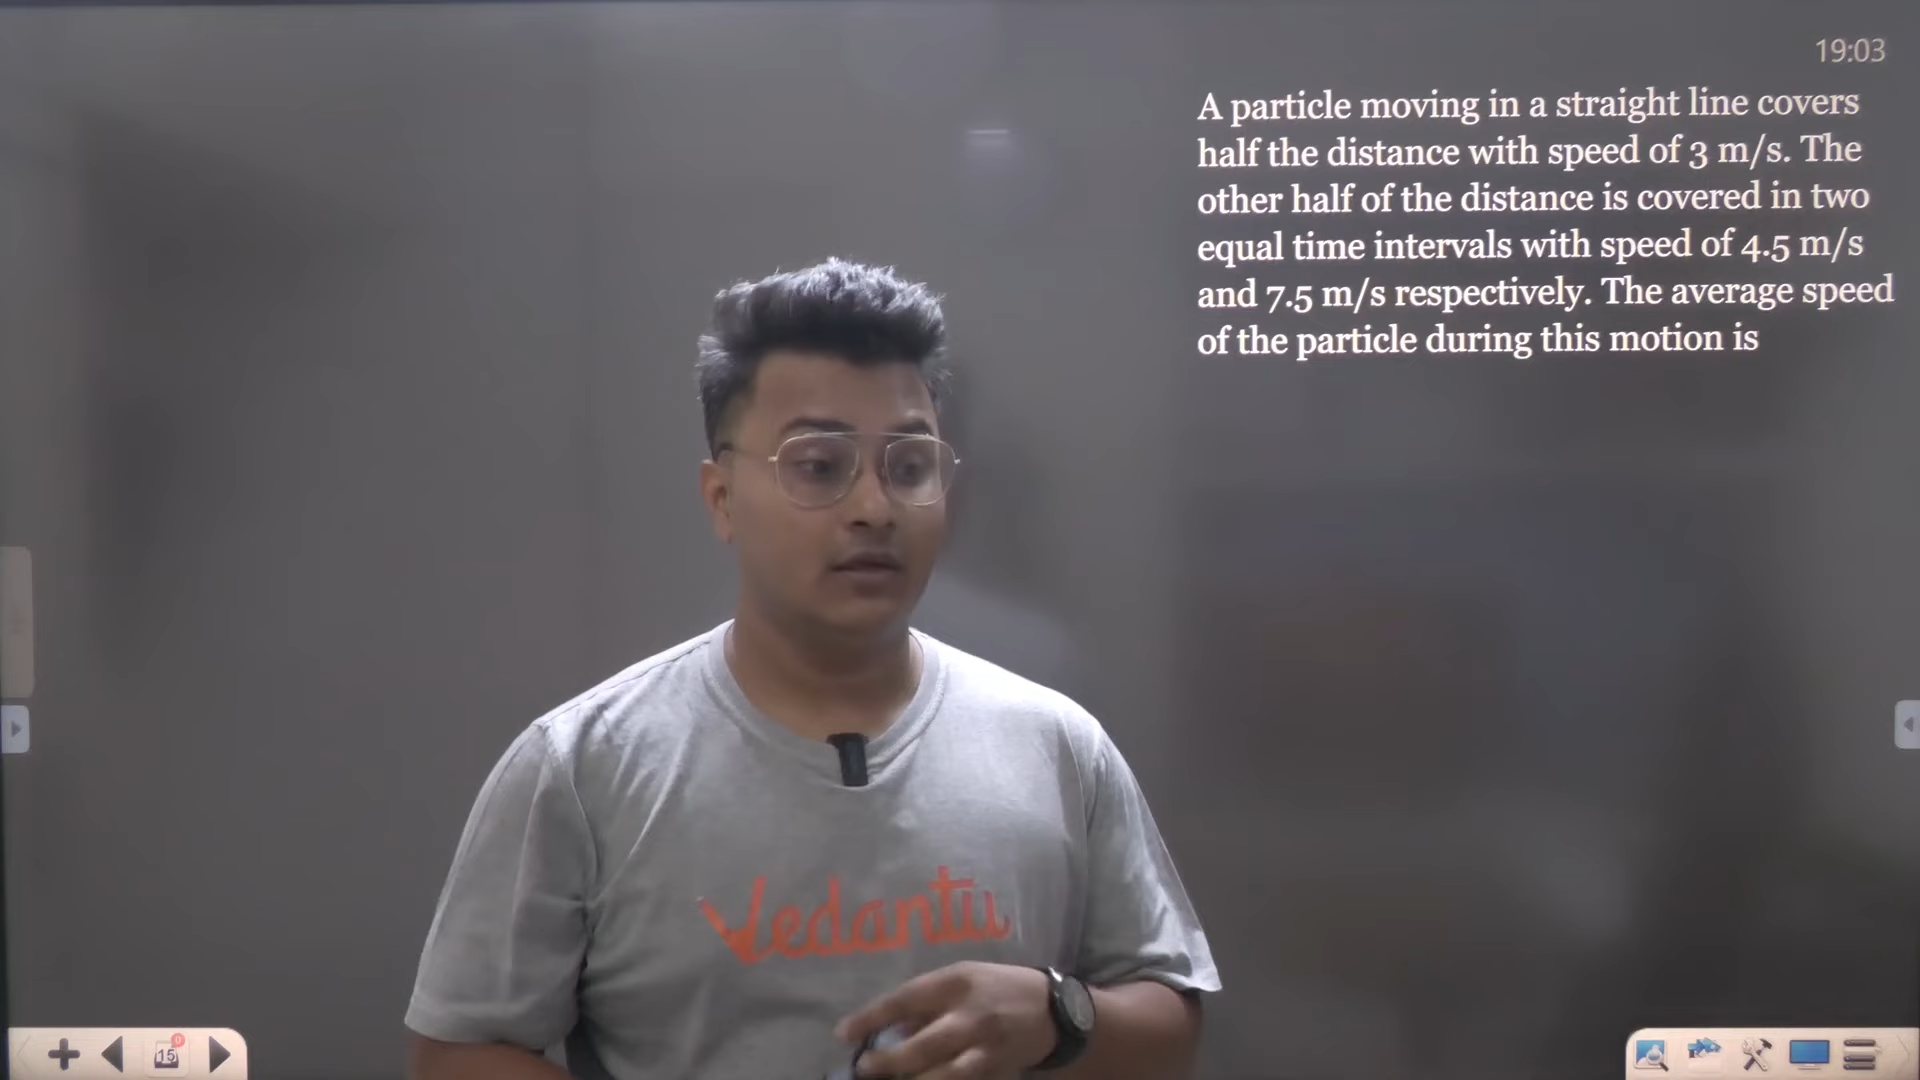 19:03
A particle moving in a straight line covers
half the distance with speed of 3 m/s. The
other half of the distance is covered in two
equal time intervals with speed of 4.5 m/s
and 7.5 m/s respectively. The average speed
of the particle during this motion is
Vedantu
15
0